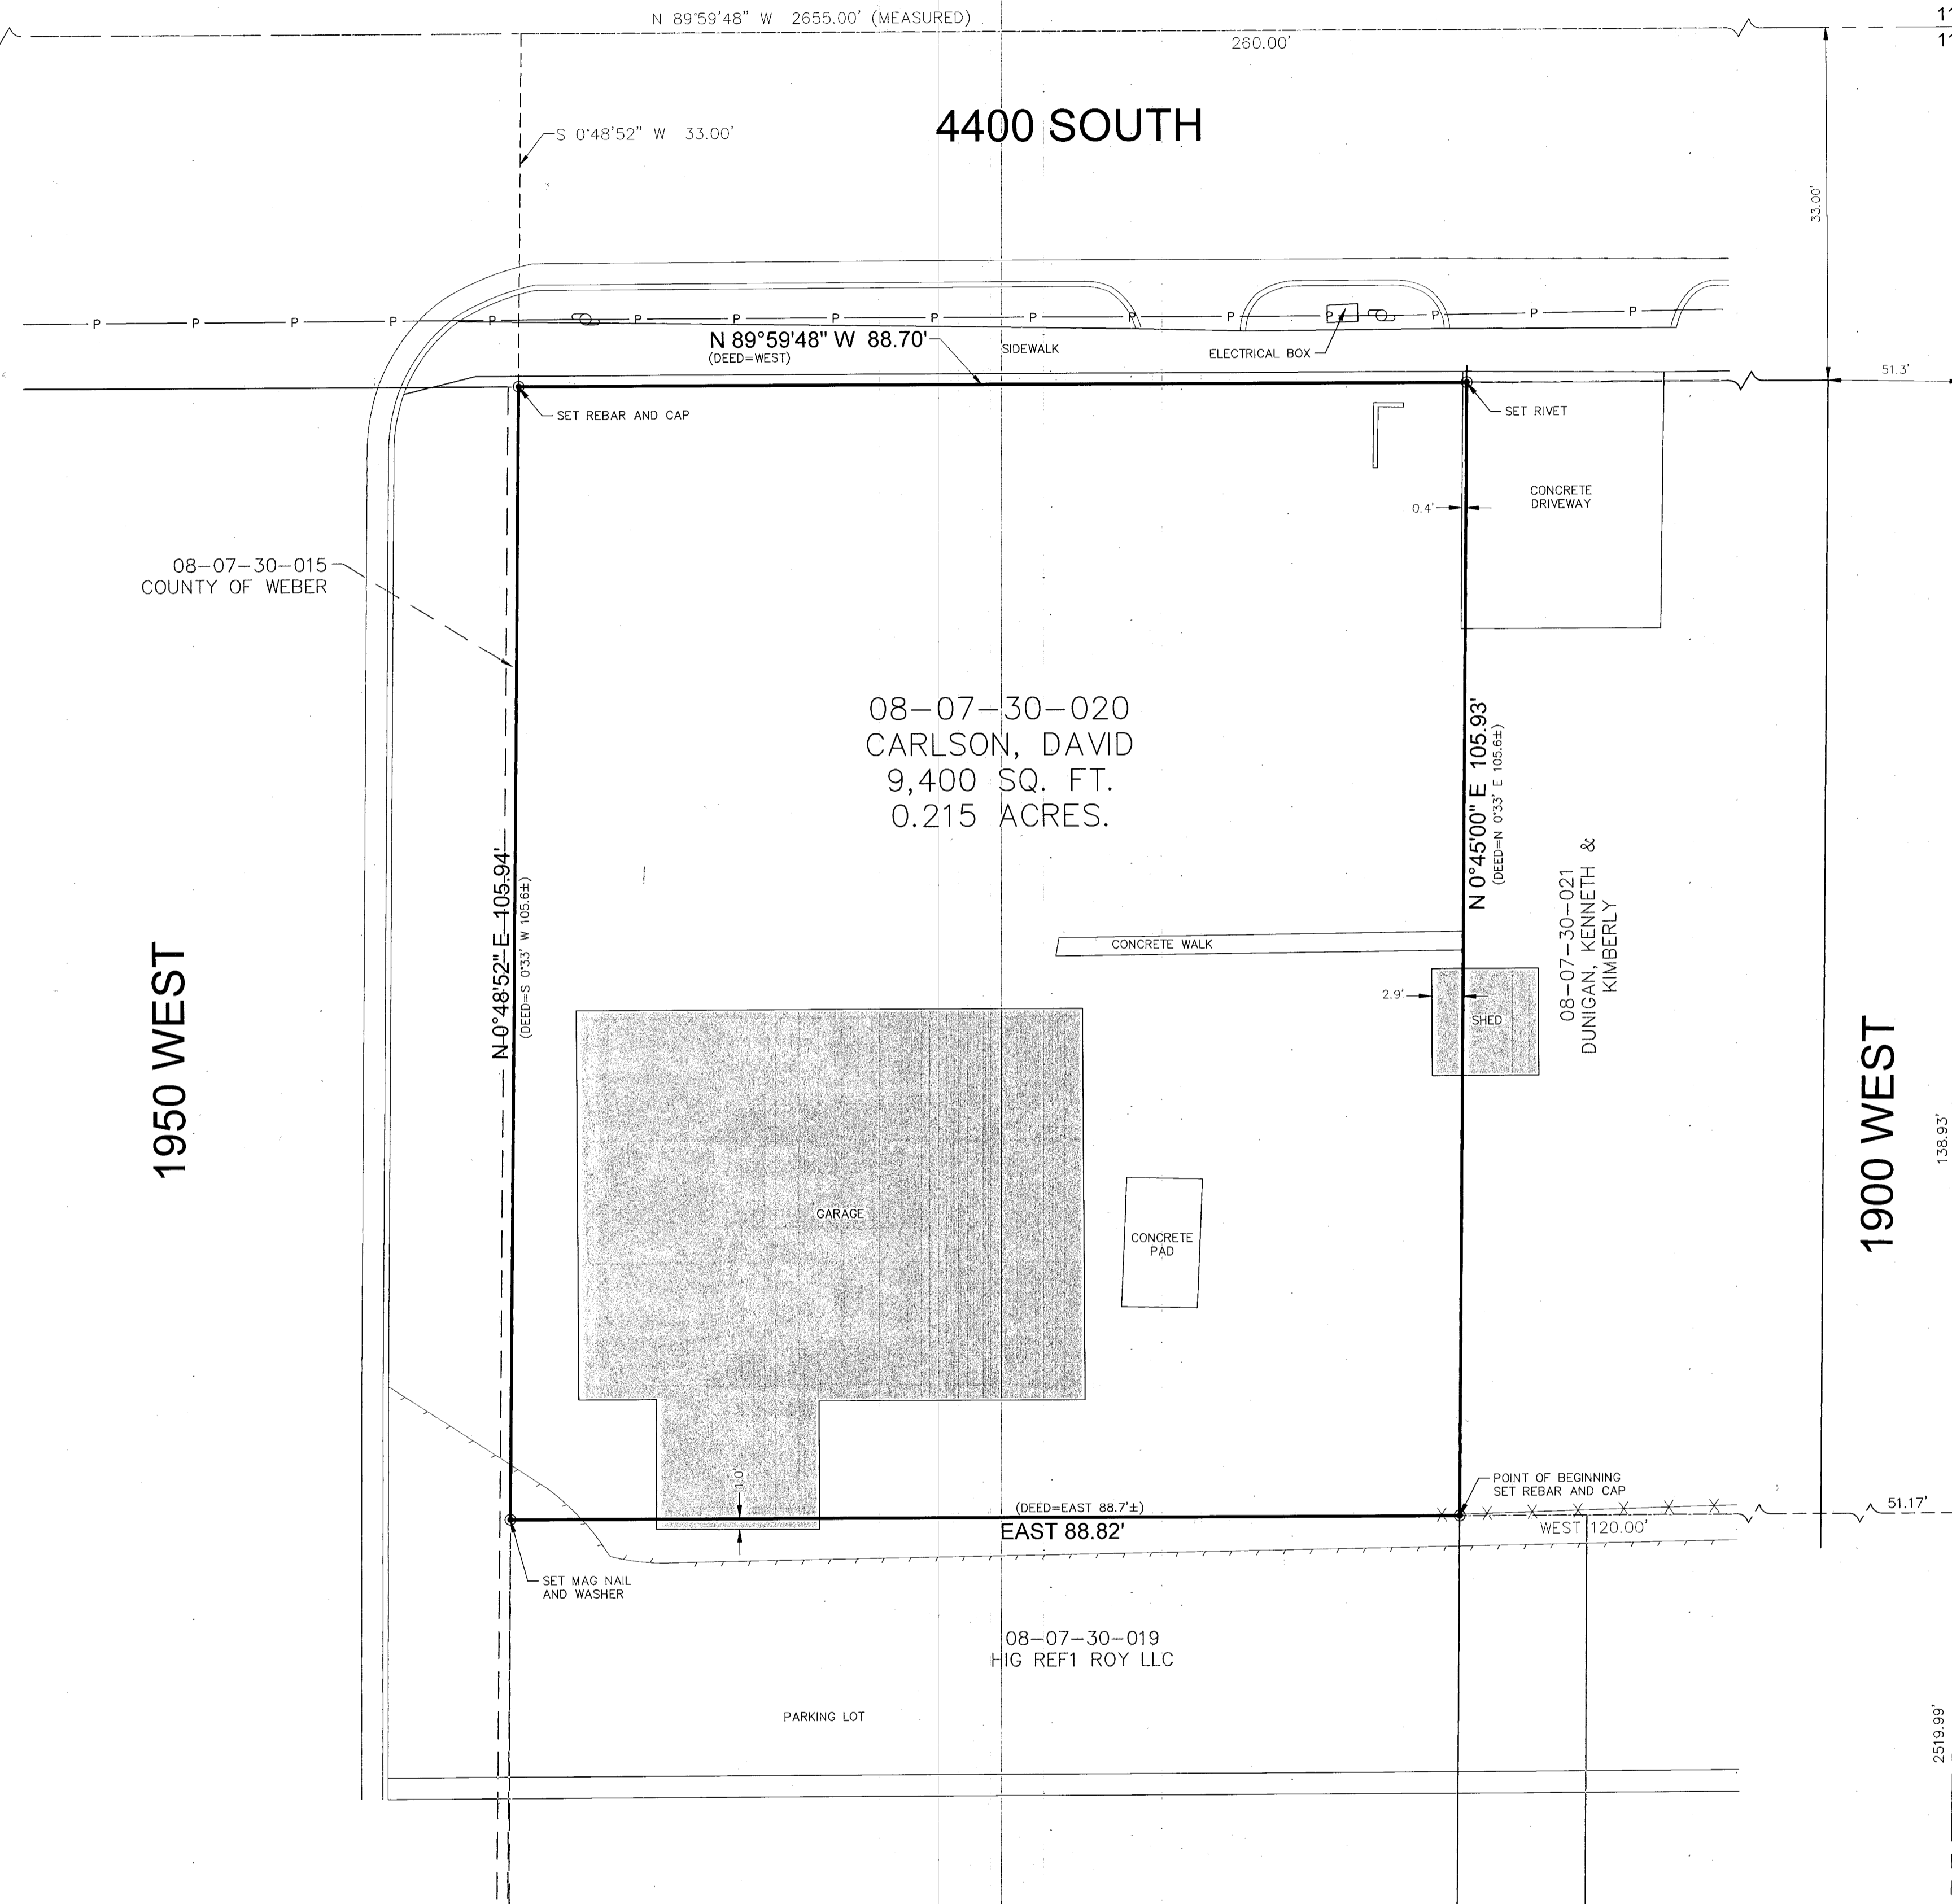 N 89°59'48" W 2655.00' (MEASURED)
11
11
260.00'
4400 SOUTH
S 0°48'52" W 33.00'
33.00'
P P P P P P P P P P P P P P P P
N 89°59'48" W 88.70'
(DEED=WEST)
SIDEWALK
ELECTRICAL BOX
51.3'
SET REBAR AND CAP
SET RIVET
CONCRETE
DRIVEWAY
0.4'
08-07-30-015
COUNTY OF WEBER
08-07-30-020
CARLSON, DAVID
9,400 SQ. FT.
0.215 ACRES.
N 0°45'00" E 105.93'
(DEED=N 0°33' E 105.6±)
N 0°48'52" E 105.94'
(DEED=S 0°33' W 105.6±)
08-07-30-021
DUNIGAN, KENNETH &
KIMBERLY
CONCRETE WALK
2.9'
SHED
1950 WEST
1900 WEST
138.93'
GARAGE
CONCRETE
PAD
1.0'
POINT OF BEGINNING
SET REBAR AND CAP
(DEED=EAST 88.7'±)
EAST 88.82'
WEST 120.00'
51.17'
SET MAG NAIL
AND WASHER
08-07-30-019
HIG REF1 ROY LLC
PARKING LOT
2519.99'